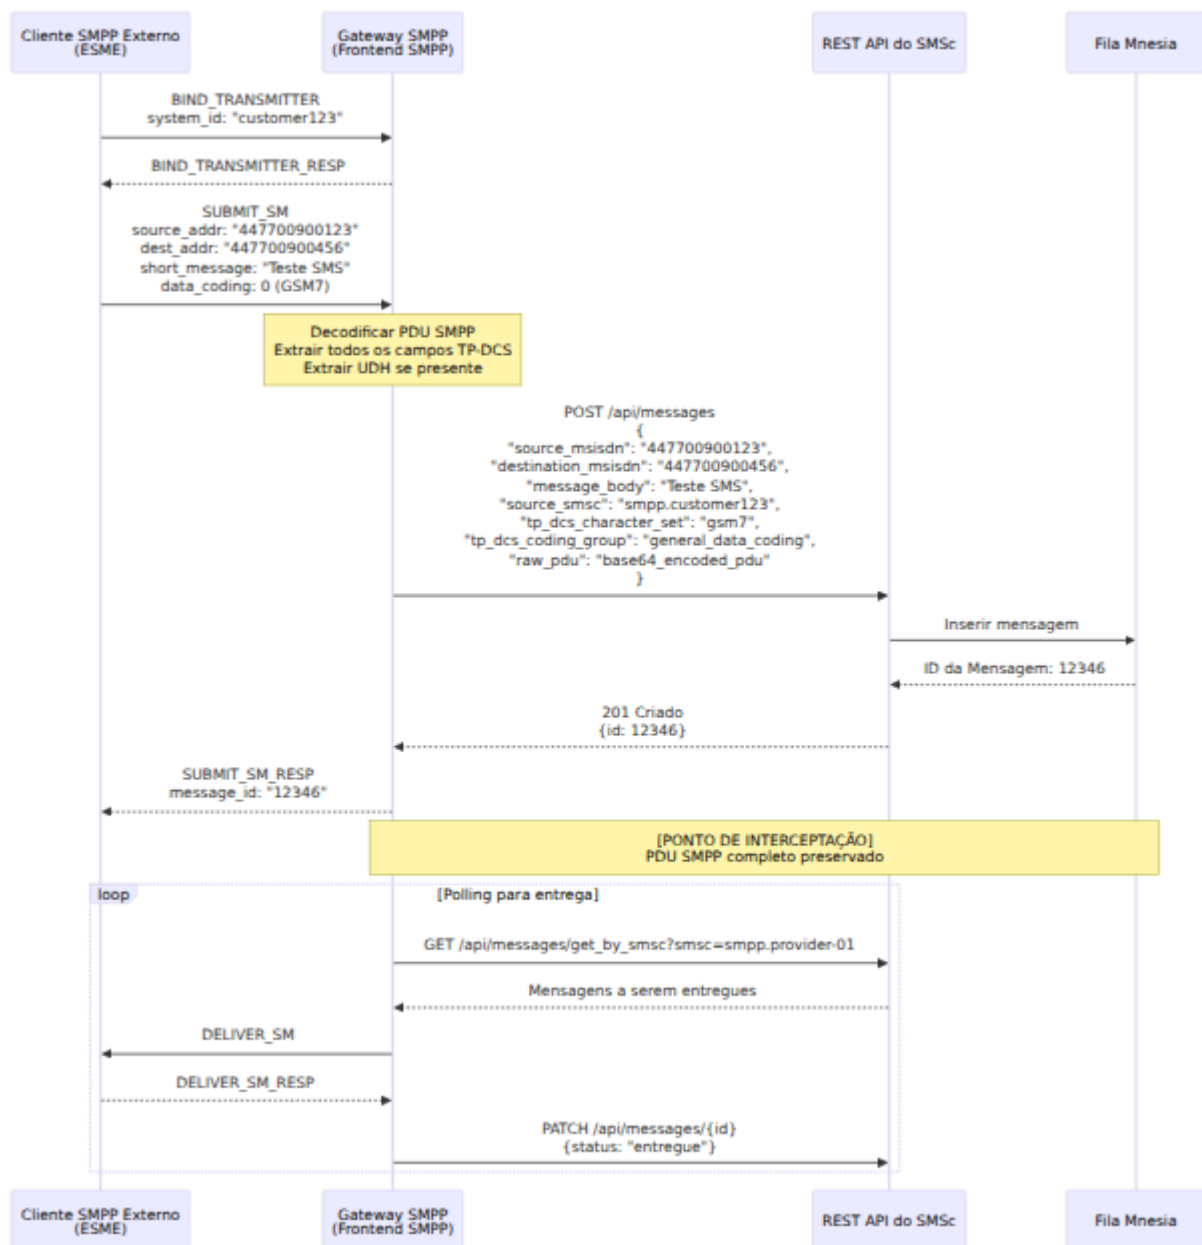 Cliente SMPP Externo
(ESME)
Gateway SMPP
(Frontend SMPP)
REST API do SMSc
Fila Mnesia
BIND_TRANSMITTER
system_id: "customer123"
BIND_TRANSMITTER_RESP
SUBMIT_SM
source_addr: "447700900123"
dest_addr: "447700900456"
short_message: "Teste SMS"
data_coding: 0 (GSM7)
Decodificar PDU SMPP
Extrair todos os campos TP-DCS
Extrair UDH se presente
POST /api/messages
{
"source_msisdn": "447700900123",
"destination_msisdn": "447700900456",
"message_body": "Teste SMS",
"source_smsc": "smpp.customer123",
"tp_dcs_character_set": "gsm7",
"tp_dcs_coding_group": "general_data_coding",
"raw_pdu": "base64_encoded_pdu"
}
Inserir mensagem
ID da Mensagem: 12346
201 Criado
{id: 12346}
SUBMIT_SM_RESP
message_id: "12346"
[PONTO DE INTERCEPTAÇÃO]
PDU SMPP completo preservado
loop
[Polling para entrega]
GET /api/messages/get_by_smsc?smsc=smpp.provider-01
Mensagens a serem entregues
DELIVER_SM
DELIVER_SM_RESP
PATCH /api/messages/{id}
{status: "entregue"}
Cliente SMPP Externo
(ESME)
Gateway SMPP
(Frontend SMPP)
REST API do SMSc
Fila Mnesia